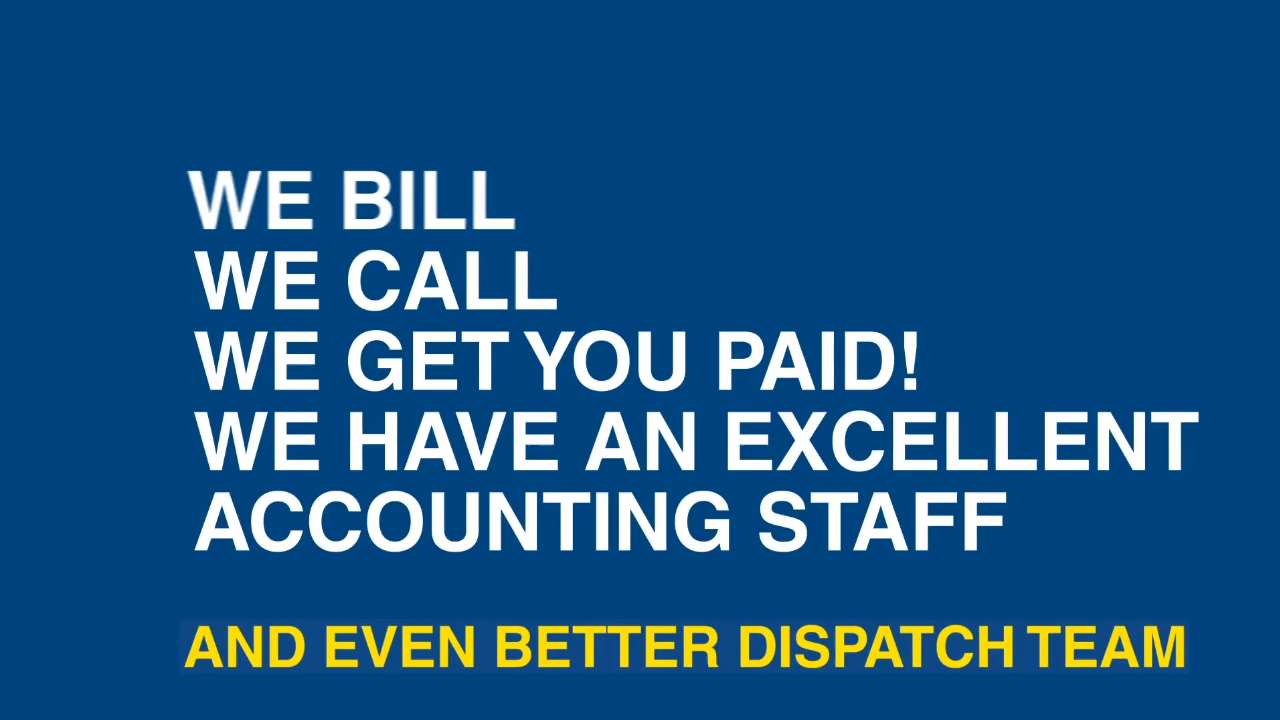 WE BILL
WE CALL
WE GET YOU PAID!
WE HAVE AN EXCELLENT
ACCOUNTING STAFF
AND EVEN BETTER DISPATCH TEAM